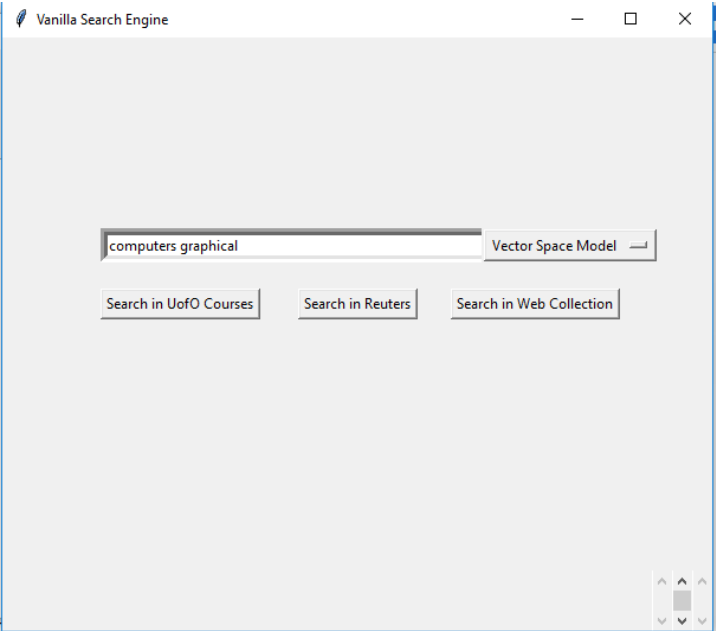 Vanilla Search Engine
computers graphical
Vector Space Model
Search in UofO Courses
Search in Reuters
Search in Web Collection